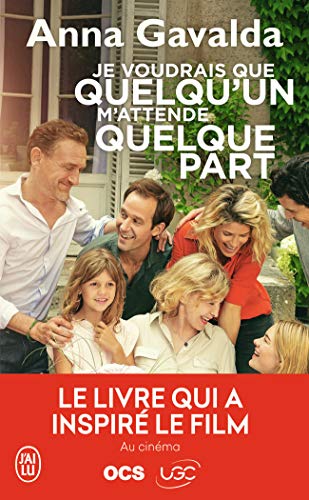 Anna Gavalda
JE VOUDRAIS QUE
QUELQU'UN
M'ATTENDE
QUELQUE
PART
LE LIVRE QUI A
INSPIRÉ LE FILM
Au cinéma
J'AI LU
OCS UGC